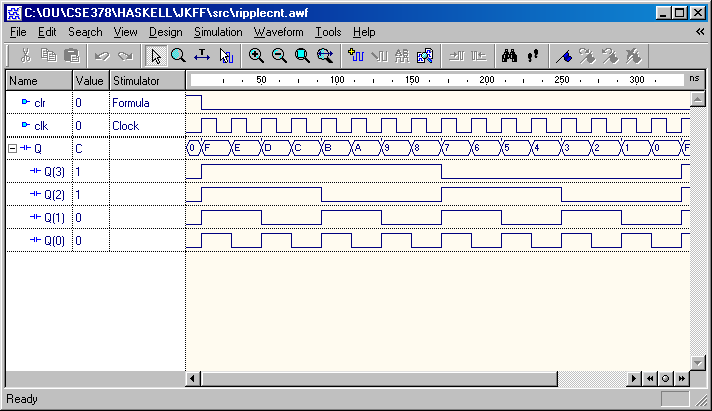 C:\OU\CSE378\HASKELL\JKFF\src\ripplecnt.awf
File Edit Search View Design Simulation Waveform Tools Help «
Name Value Stimulator 50 100 150 200 250 300 ns
clr 0 Formula
clk 0 Clock
Q C 0 F E D C B A 9 8 7 6 5 4 3 2 1 0 F
Q(3) 1
Q(2) 1
Q(1) 0
Q(0) 0
Ready